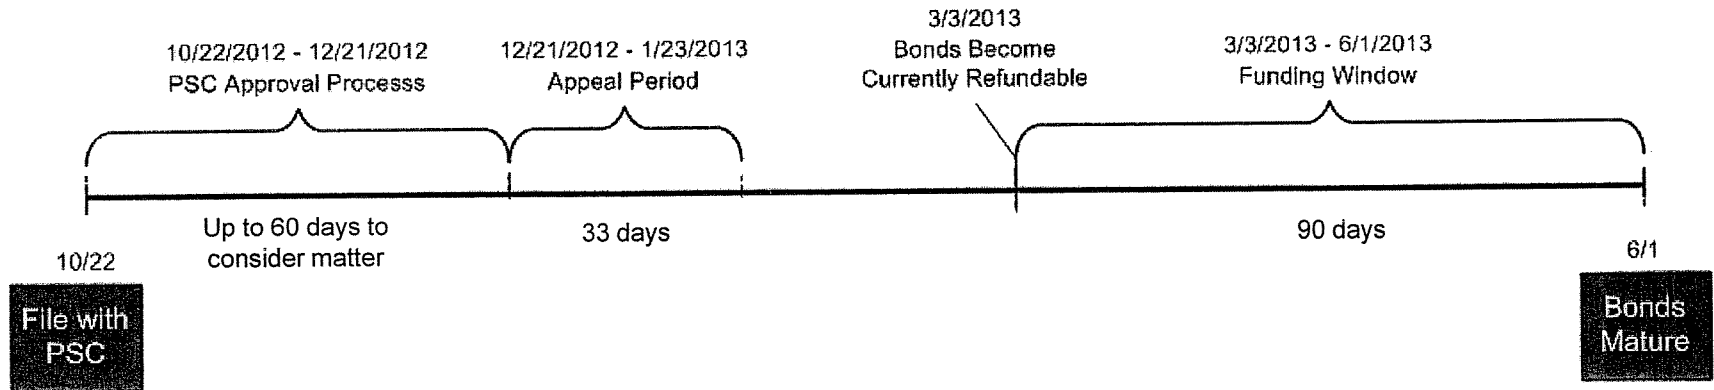 10/22/2012 - 12/21/2012
PSC Approval Processs
12/21/2012 - 1/23/2013
Appeal Period
3/3/2013
Bonds Become
Currently Refundable
3/3/2013 - 6/1/2013
Funding Window
Up to 60 days to
consider matter
33 days
90 days
10/22
File with
PSC
6/1
Bonds
Mature